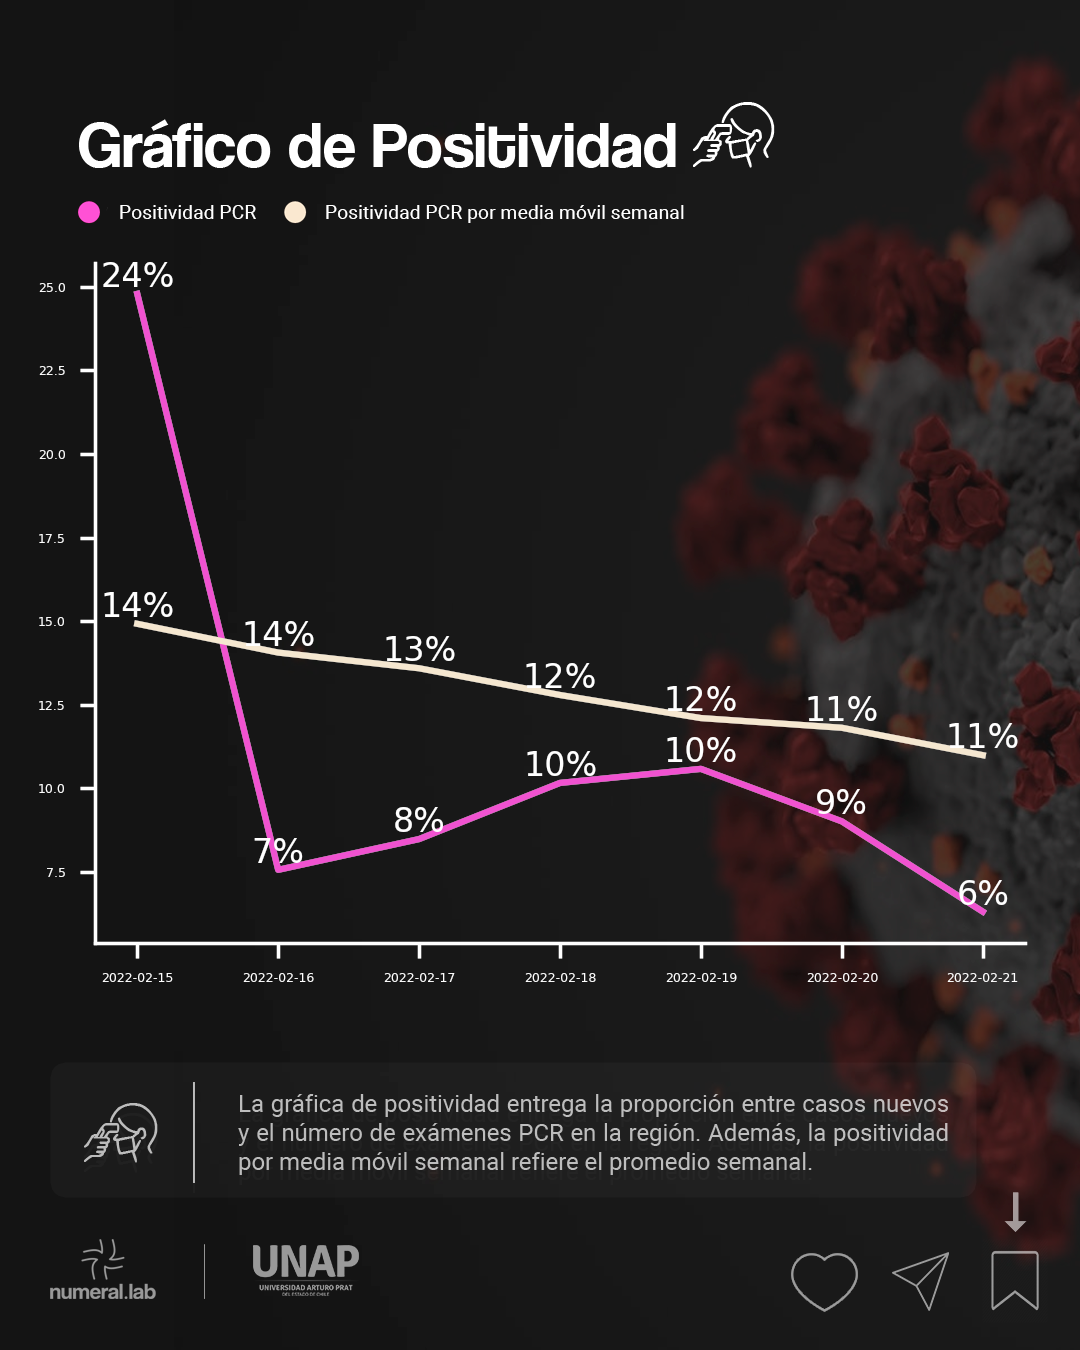 Gráfico de Positividad
Positividad PCR
Positividad PCR por media móvil semanal
24%
25.0
22.5
20.0
17.5
14%
15.0
14%
13%
12%
12%
11%
11%
12.5
10%
10%
10.0
9%
8%
7%
6%
7.5
2022-02-15 2022-02-16 2022-02-17 2022-02-18 2022-02-19 2022-02-20 2022-02-21
La gráfica de positividad entrega la proporción entre casos nuevos
y el número de exámenes PCR en la región. Además, la positividad
por media móvil semanal refiere el promedio semanal.
numeral.lab
UNAP
UNIVERSIDAD ARTURO PRAT
DEL ESTADO DE CHILE